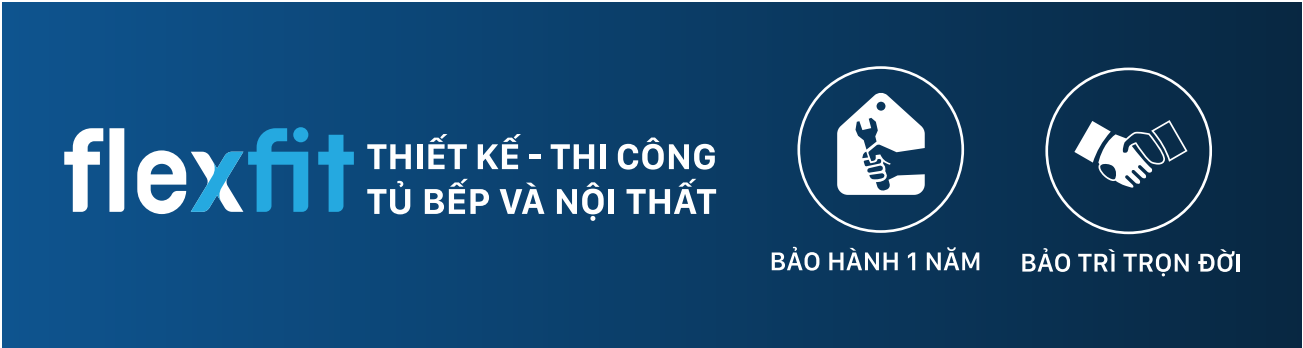 flexfit
THIẾT KẾ - THI CÔNG
TỦ BẾP VÀ NỘI THẤT
BẢO HÀNH 1 NĂM
BẢO TRÌ TRỌN ĐỜI